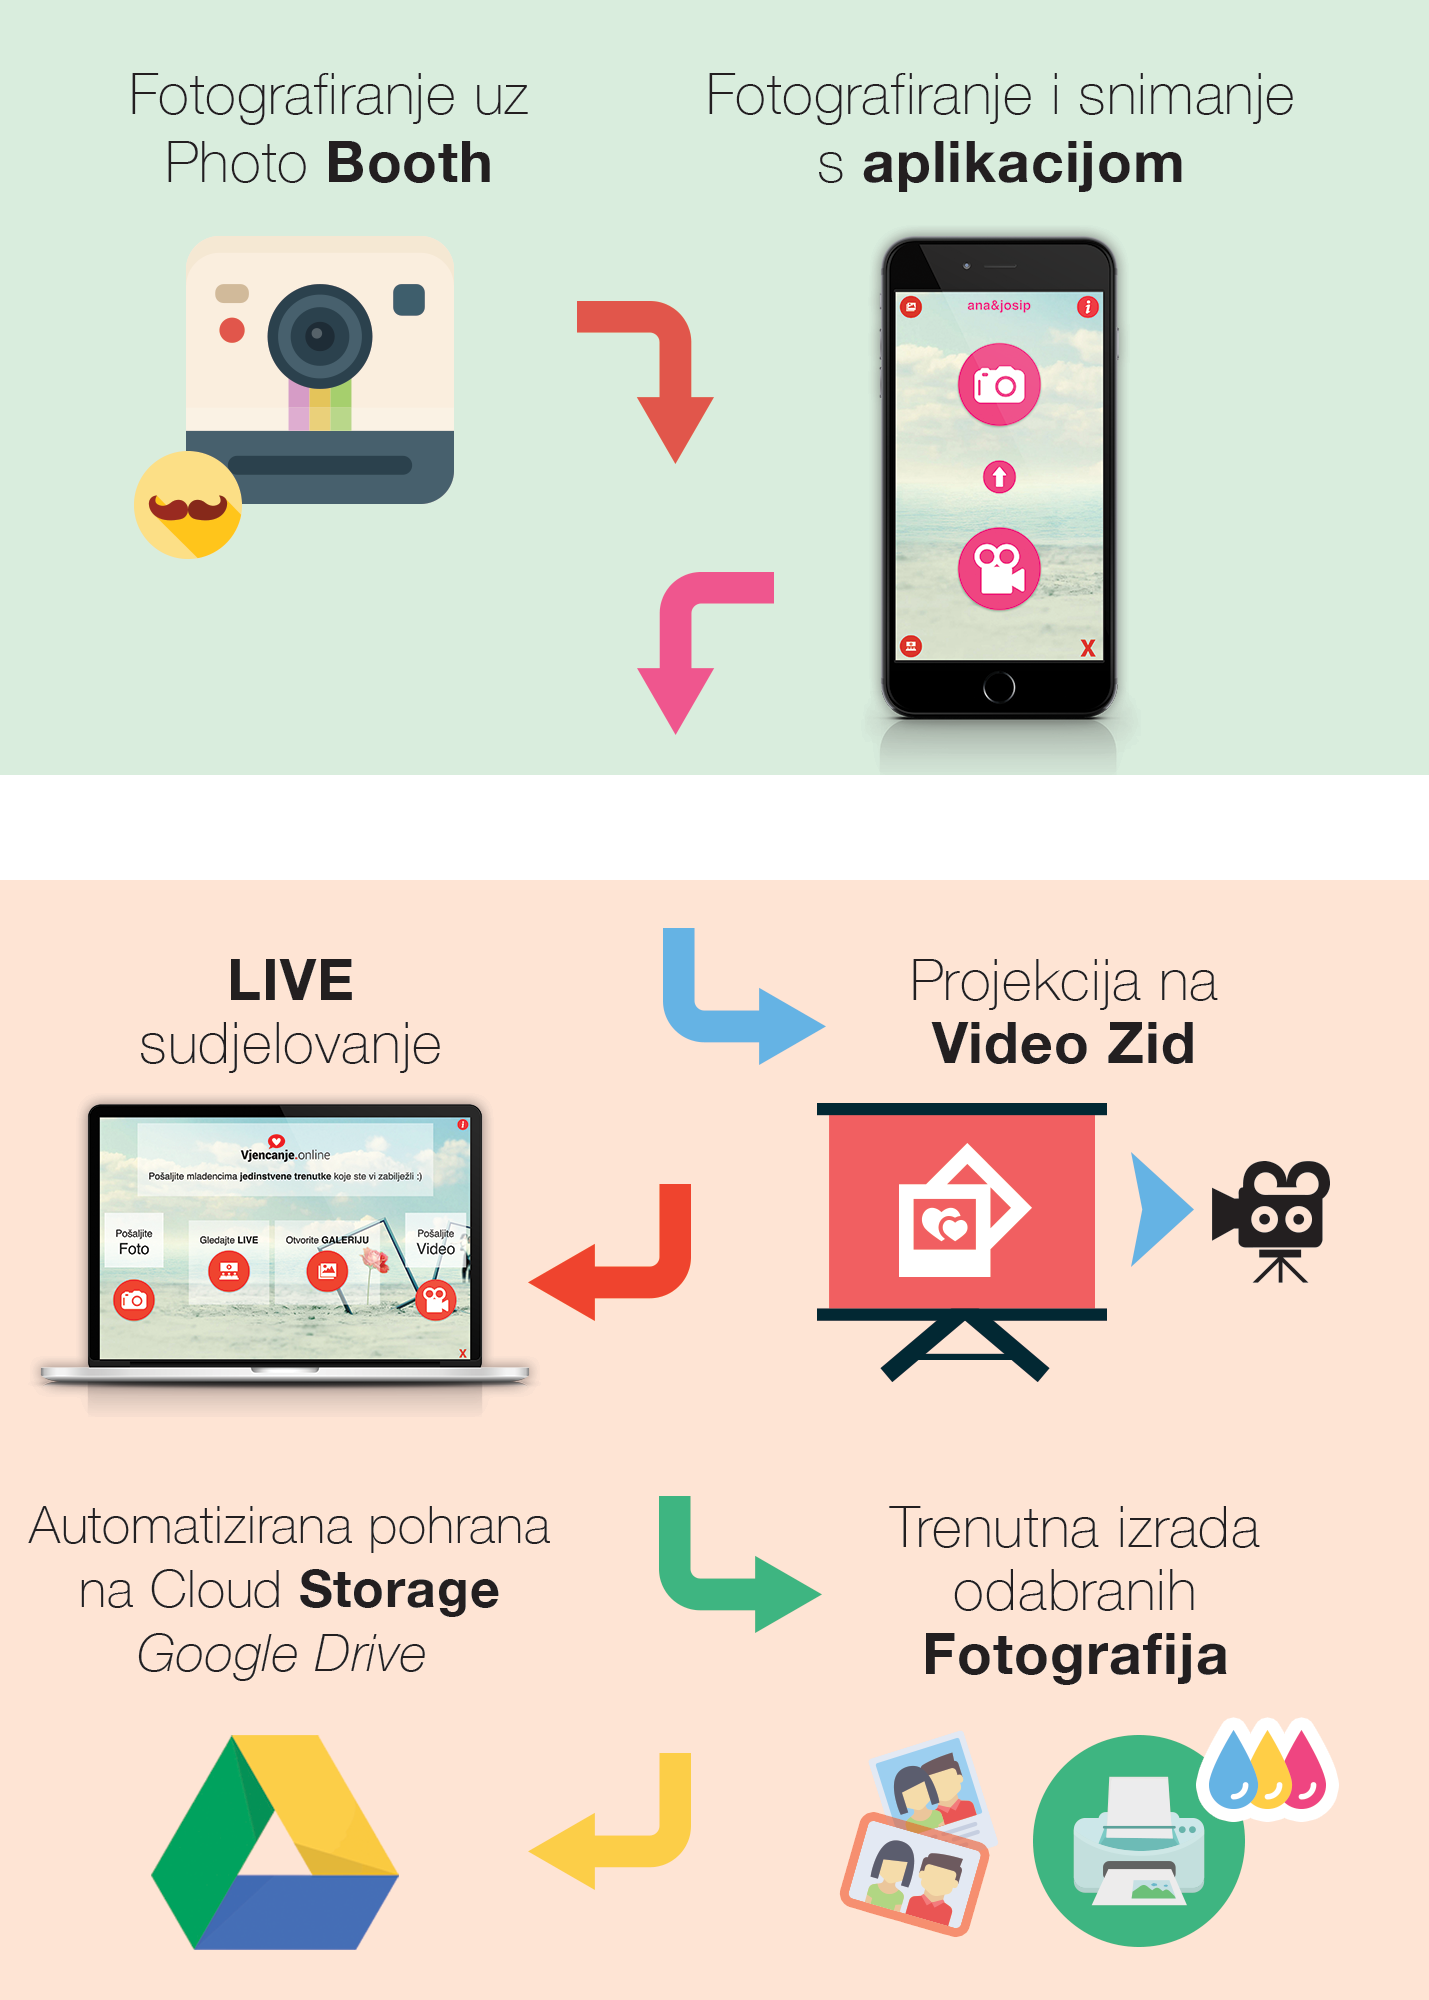 Fotografiranje uz
Photo Booth
Fotografiranje i snimanje
s aplikacijom
ana&josip
i
X
LIVE
sudjelovanje
Projekcija na
Video Zid
i
Vjencanje.online
Pošaljite mladencima jedinstvene trenutke koje ste vi zabilježli :)
Pošaljite
Foto
Gledajte LIVE
Otvorite GALERIJU
Pošaljite
Video
X
Automatizirana pohrana
na Cloud Storage
Google Drive
Trenutna izrada
odabranih
Fotografija